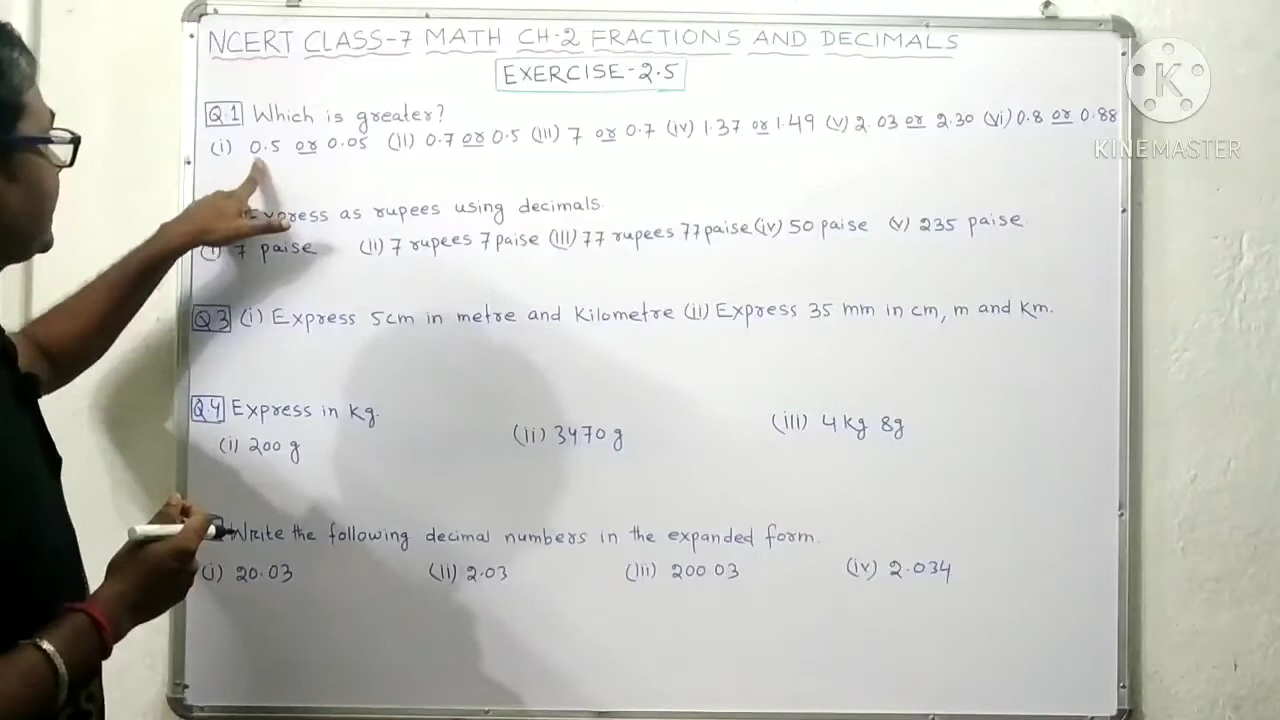 NCERT CLASS-7 MATH CH-2 FRACTIONS AND DECIMALS
EXERCISE-2.5
Q.1 Which is greater?
(i) 0.5 or 0.05 (ii) 0.7 or 0.5 (iii) 7 or 0.7 (iv) 1.37 or 1.49 (v) 2.03 or 2.30 (vi) 0.8 or 0.88
K
KINEMASTER
Express as rupees using decimals.
(i) 7 paise (ii) 7 rupees 7 paise (iii) 77 rupees 77 paise (iv) 50 paise (v) 235 paise
Q3 (i) Express 5cm in metre and Kilometre (ii) Express 35 mm in cm, m and Km.
Q.4 Express in Kg.
(i) 200 g (ii) 3470 g (iii) 4 Kg 8g
Write the following decimal numbers in the expanded form.
(i) 20.03 (ii) 2.03 (iii) 200 03 (iv) 2.034